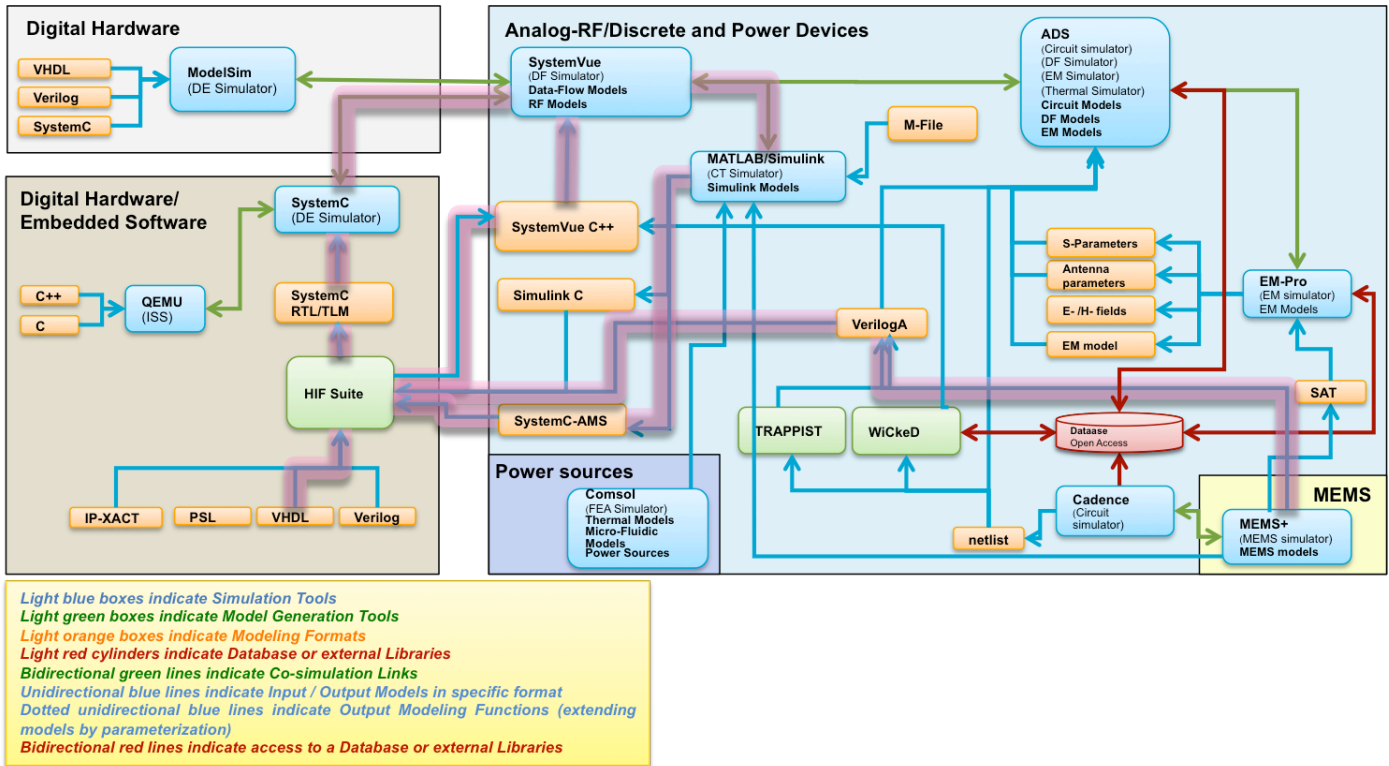 Digital Hardware
VHDL
Verilog
SystemC
ModelSim
(DE Simulator)
Analog-RF/Discrete and Power Devices
SystemVue
(DF Simulator)
Data-Flow Models
RF Models
ADS
(Circuit simulator)
(DF Simulator)
(EM Simulator)
(Thermal Simulator)
Circuit Models
DF Models
EM Models
M-File
MATLAB/Simulink
(CT Simulator)
Simulink Models
Digital Hardware/
Embedded Software
SystemC
(DE Simulator)
SystemVue C++
S-Parameters
Antenna
parameters
E- /H- fields
EM model
EM-Pro
(EM simulator)
EM Models
C++
C
QEMU
(ISS)
SystemC
RTL/TLM
Simulink C
VerilogA
HIF Suite
SystemC-AMS
TRAPPIST
WiCkeD
Dataase
Open Access
SAT
IP-XACT
PSL
VHDL
Verilog
Power sources
Comsol
(FEA Simulator)
Thermal Models
Micro-Fluidic
Models
Power Sources
netlist
Cadence
(Circuit
simulator)
MEMS
MEMS+
(MEMS simulator)
MEMS models
Light blue boxes indicate Simulation Tools
Light green boxes indicate Model Generation Tools
Light orange boxes indicate Modeling Formats
Light red cylinders indicate Database or external Libraries
Bidirectional green lines indicate Co-simulation Links
Unidirectional blue lines indicate Input / Output Models in specific format
Dotted unidirectional blue lines indicate Output Modeling Functions (extending
models by parameterization)
Bidirectional red lines indicate access to a Database or external Libraries